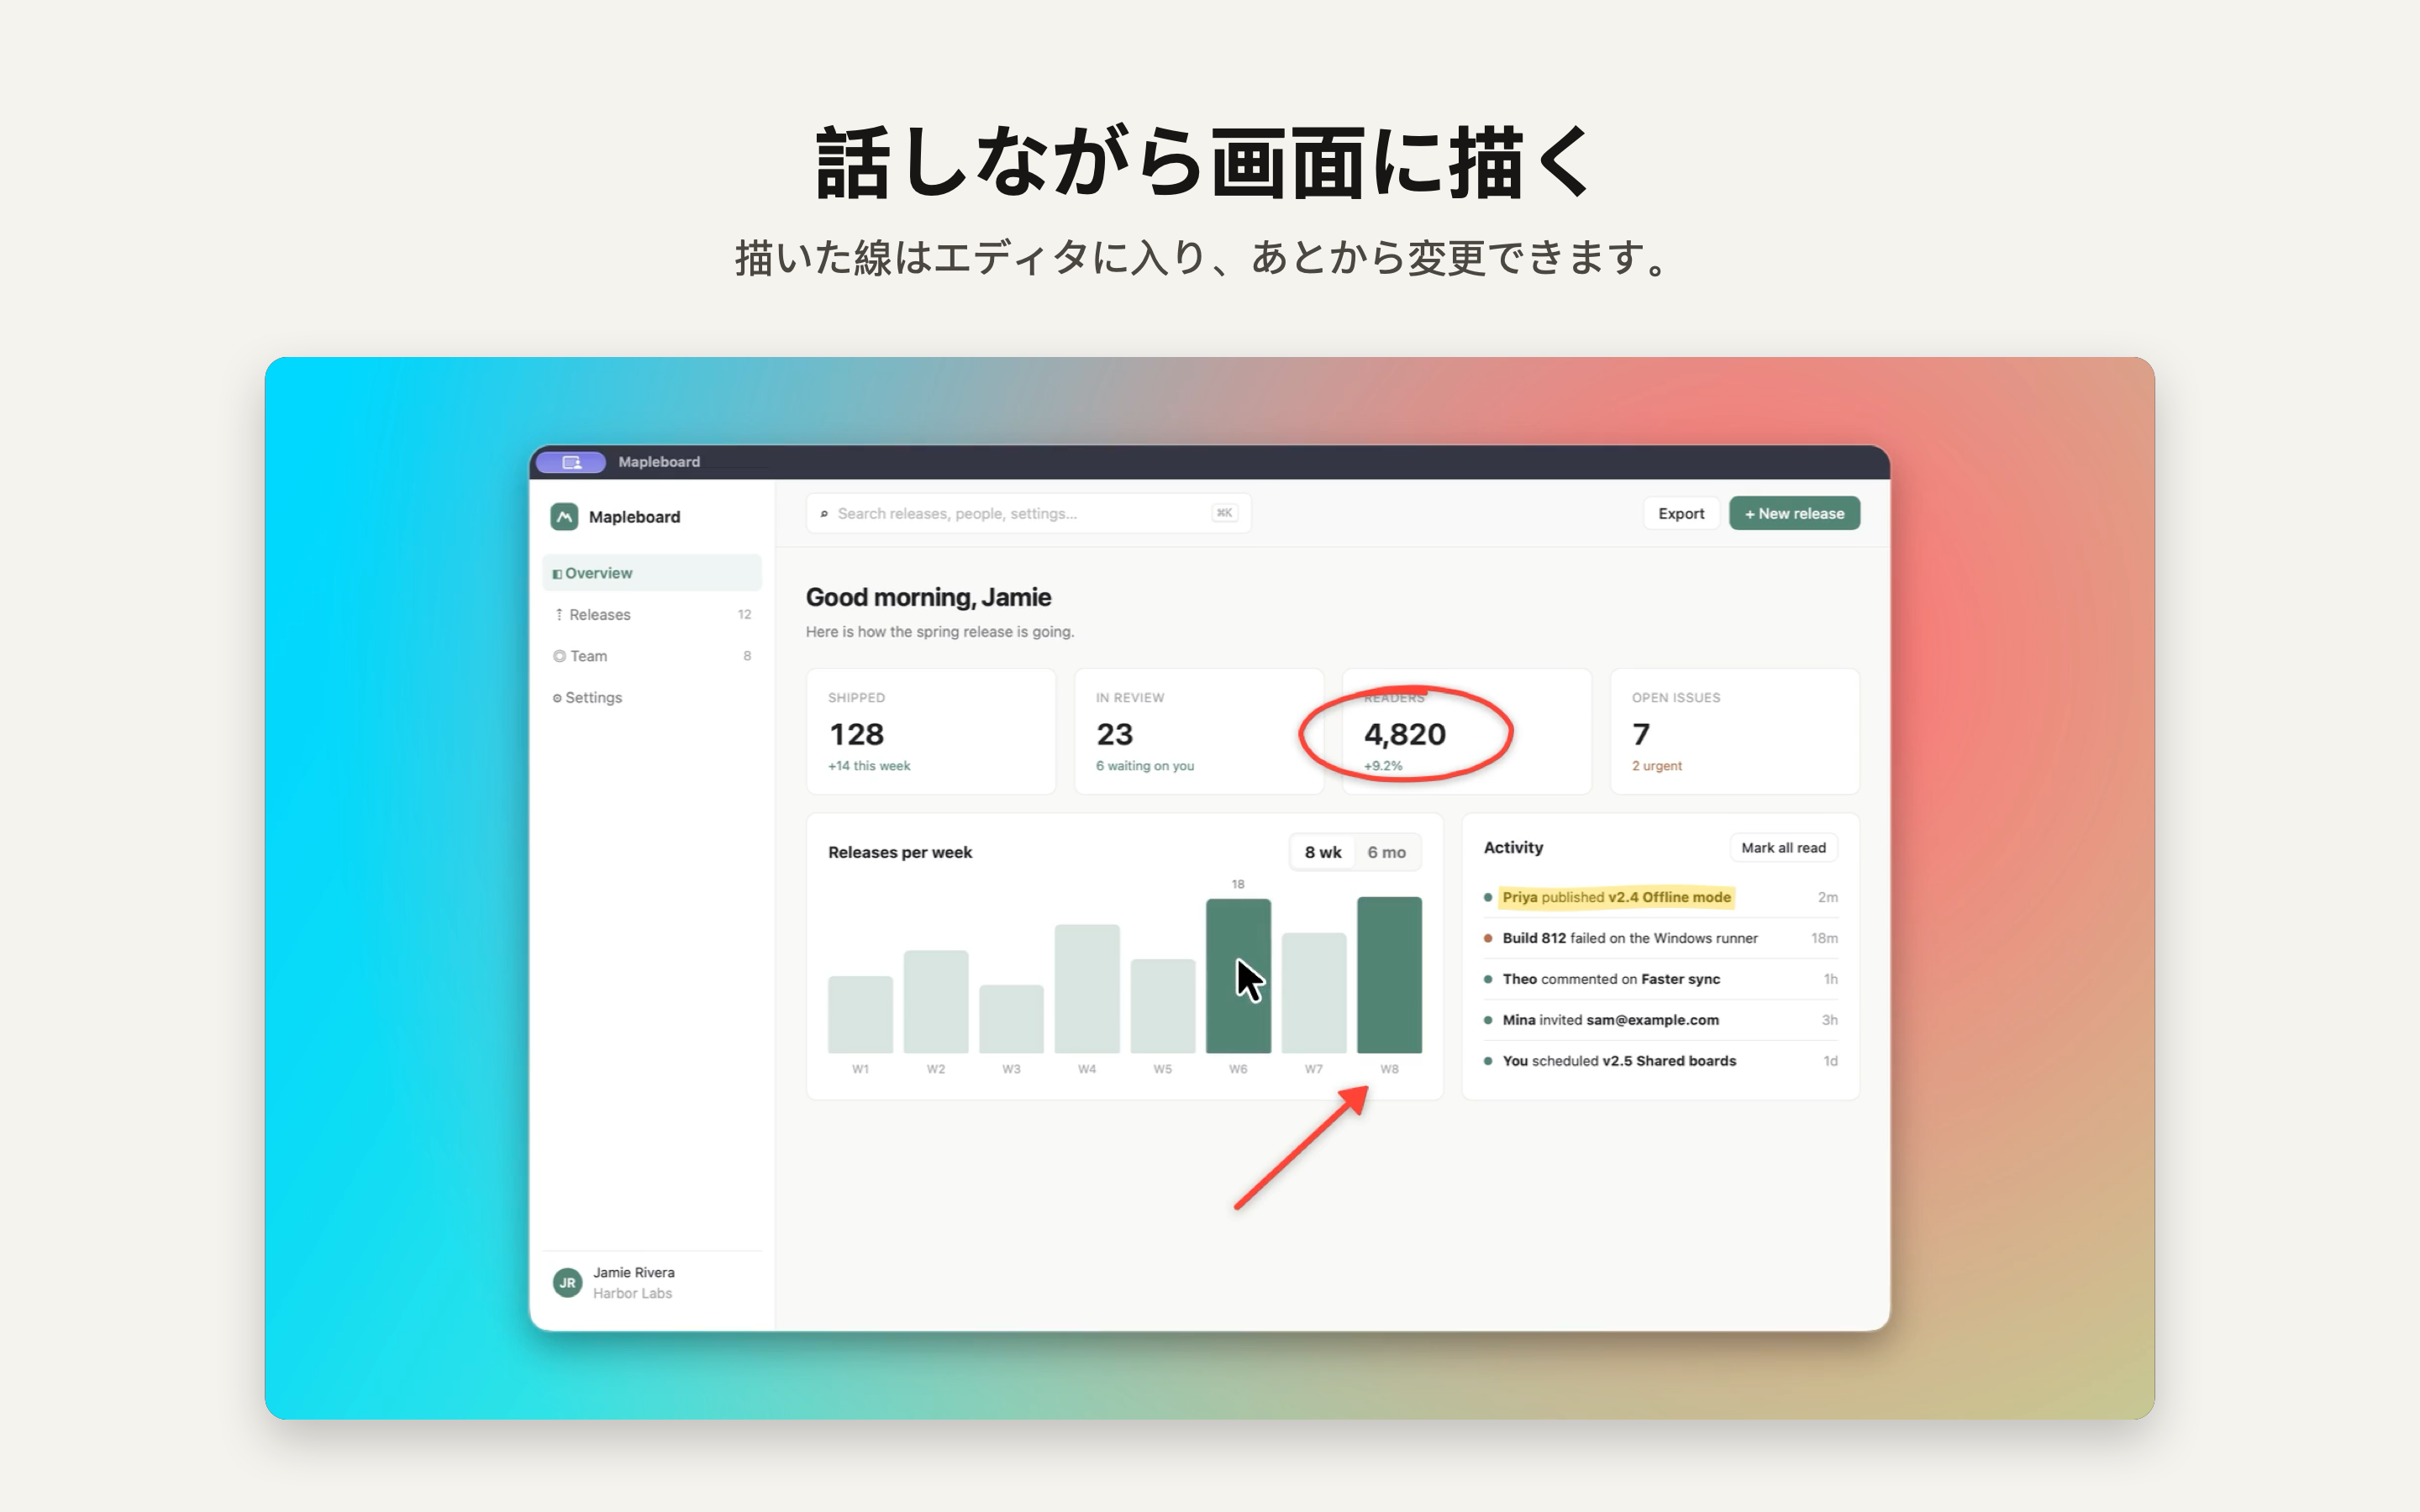 話しながら画面に描く
描いた線はエディタに入り、あとから変更できます。
Mapleboard
Mapleboard
Search releases, people, settings...
⌘K
Export
+ New release
Overview
Releases 12
Team 8
Settings
Good morning, Jamie
Here is how the spring release is going.
SHIPPED
128
+14 this week
IN REVIEW
23
6 waiting on you
READERS
4,820
+9.2%
OPEN ISSUES
7
2 urgent
Releases per week
8 wk 6 mo
18
W1 W2 W3 W4 W5 W6 W7 W8
Activity
Mark all read
Priya published v2.4 Offline mode 2m
Build 812 failed on the Windows runner 18m
Theo commented on Faster sync 1h
Mina invited sam@example.com 3h
You scheduled v2.5 Shared boards 1d
JR
Jamie Rivera
Harbor Labs